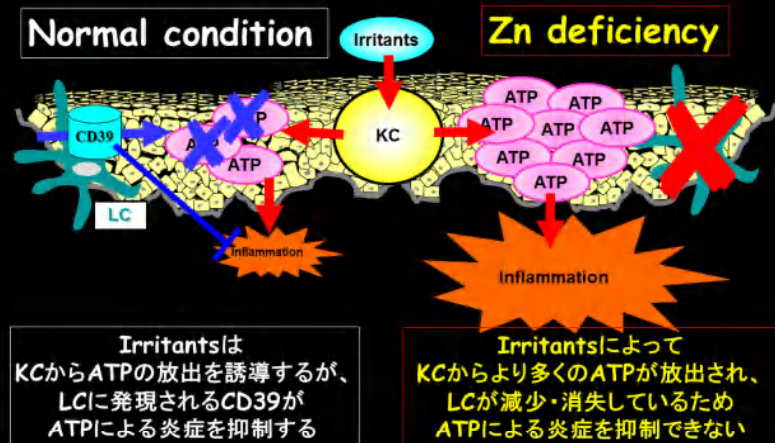 Normal condition
Irritants
Zn deficiency
CD39
LC
ATP
ATP
ATP
KC
ATP
ATP
ATP
ATP
ATP
ATP
ATP
ATP
Inflammation
Inflammation
Irritantsは
KCからATPの放出を誘導するが、
LCに発現されるCD39が
ATPによる炎症を抑制する
Irritantsによって
KCからより多くのATPが放出され、
LCが減少・消失しているため
ATPによる炎症を抑制できない